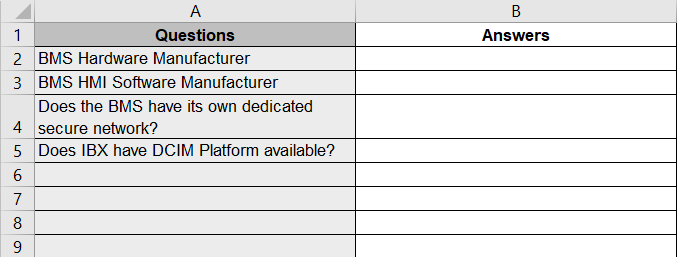 A B
1 Questions Answers
2 BMS Hardware Manufacturer
3 BMS HMI Software Manufacturer
Does the BMS have its own dedicated
4 secure network?
5 Does IBX have DCIM Platform available?
6
7
8
9